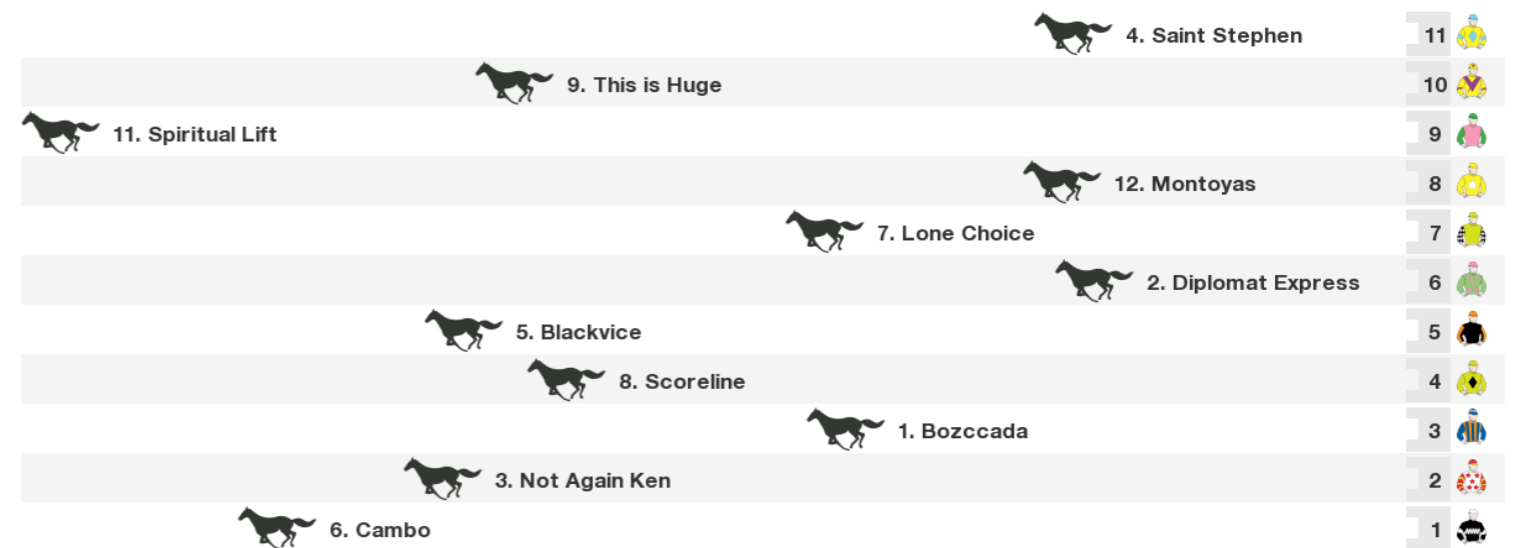 4. Saint Stephen 11
9. This is Huge 10
11. Spiritual Lift 9
12. Montoyas 8
7. Lone Choice 7
2. Diplomat Express 6
5. Blackvice 5
8. Scoreline 4
1. Bozccada 3
3. Not Again Ken 2
6. Cambo 1